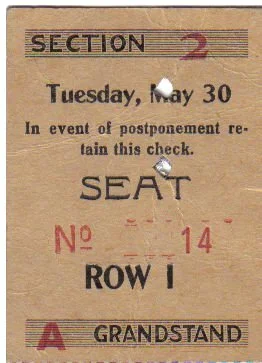 SECTION 2
Tuesday, May 30
In event of postponement re-
tain this check.
SEAT
No 14
ROW I
A GRANDSTAND